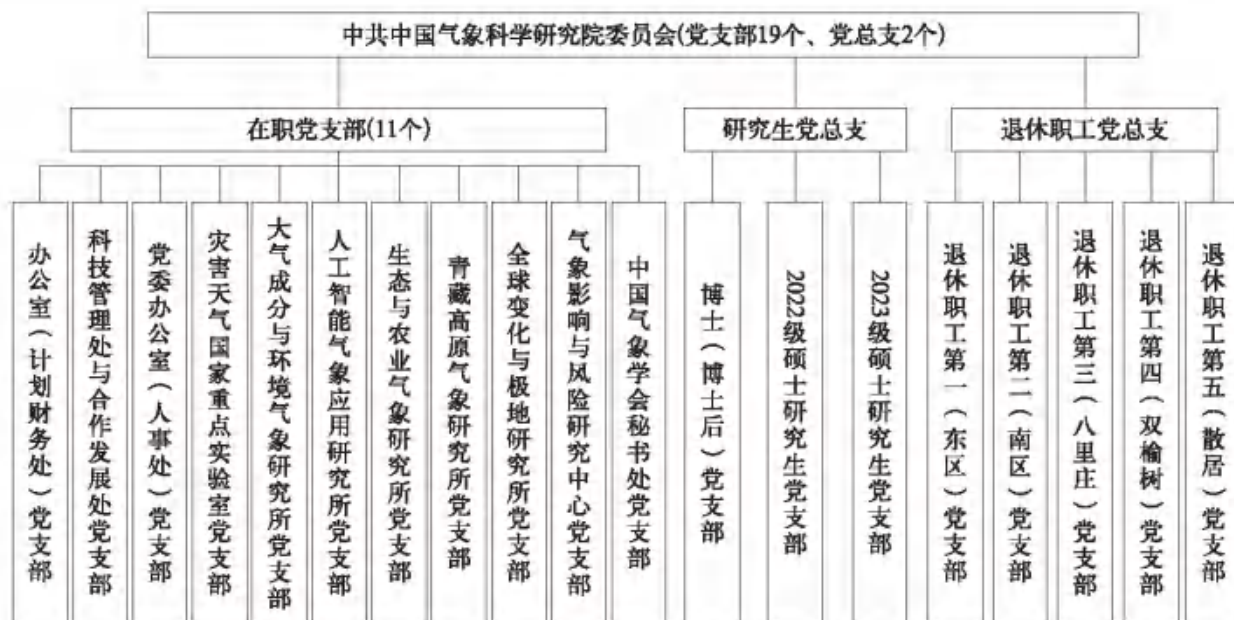 中共中国气象科学研究院委员会(党支部19个、党总支2个)
在职党支部(11个)
研究生党总支
退休职工党总支
办公室（计划财务处）党支部
科技管理处与合作发展处党支部
党委办公室（人事处）党支部
灾害天气国家重点实验室党支部
大气成分与环境气象研究所党支部
人工智能气象应用研究所党支部
生态与农业气象研究所党支部
青藏高原气象研究所党支部
全球变化与极地研究所党支部
气象影响与风险研究中心党支部
中国气象学会秘书处党支部
博士（博士后）党支部
2022级硕士研究生党支部
2023级硕士研究生党支部
退休职工第一（东区）党支部
退休职工第二（南区）党支部
退休职工第三（八里庄）党支部
退休职工第四（双榆树）党支部
退休职工第五（散居）党支部